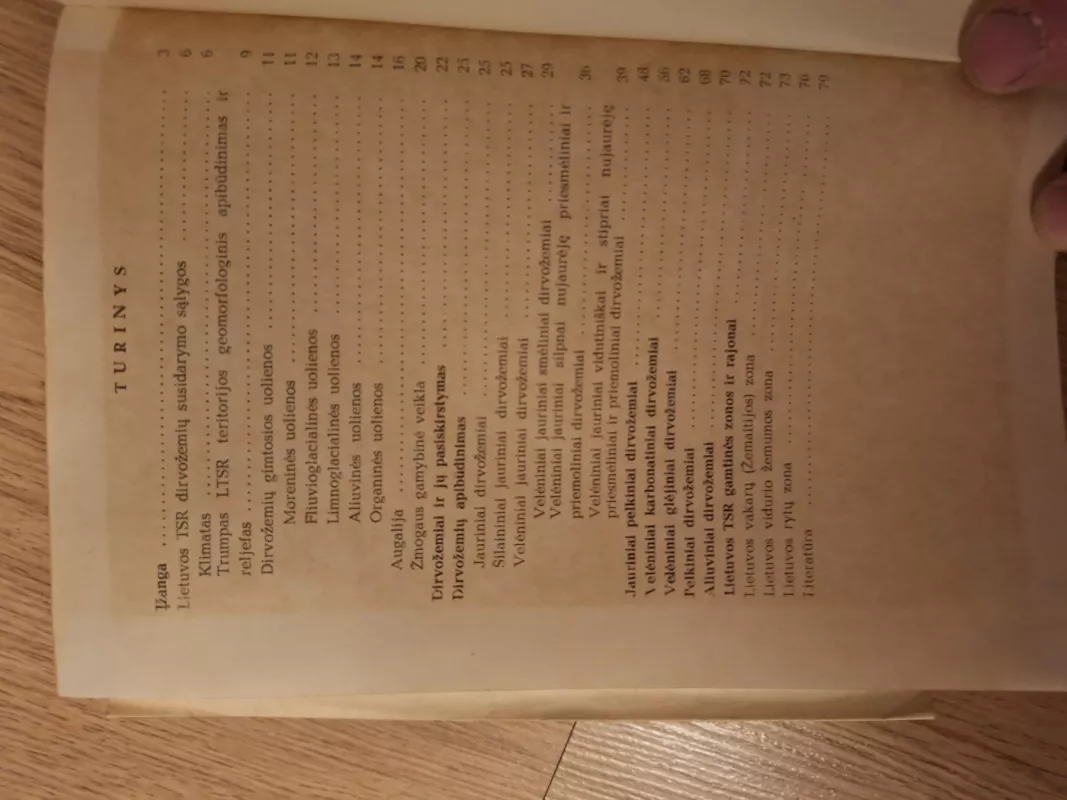 TURINYS
Įžanga 3
Lietuvos TSR dirvožemių susidarymo sąlygos 6
Klimatas 6
Trumpas LTSR teritorijos geomorfologinis apibūdinimas ir
reljefas 9
Dirvožemių gimtosios uolienos 11
Moreninės uolienos 11
Fliuvioglacialinės uolienos 12
Limnoglacialinės uolienos 13
Aliuvinės uolienos 14
Organinės uolienos 14
Augalija 16
Žmogaus gamybinė veikla 20
Dirvožemiai ir jų pasiskirstymas 22
Dirvožemių apibūdinimas 25
Jauriniai dirvožemiai 25
Šilaininiai jauriniai dirvožemiai 25
Velėniniai jauriniai dirvožemiai 27
Velėniniai jauriniai smėliniai dirvožemiai 29
Velėniniai jauriniai silpnai nujaurėję priesmėliniai ir
priemoliniai dirvožemiai 36
Velėniniai jauriniai vidutiniškai ir stipriai nujaurėję
priesmėliniai ir priemoliniai dirvožemiai 39
Jauriniai pelkiniai dirvožemiai 48
Velėniniai karbonatiniai dirvožemiai 56
Velėniniai glėjiniai dirvožemiai 62
Pelkiniai dirvožemiai 68
Aliuviniai dirvožemiai 70
Lietuvos TSR gamtinės zonos ir rajonai 72
Lietuvos vakarų (Žemaitijos) zona 72
Lietuvos vidurio žemumos zona 73
Lietuvos rytų zona 76
Literatūra 79